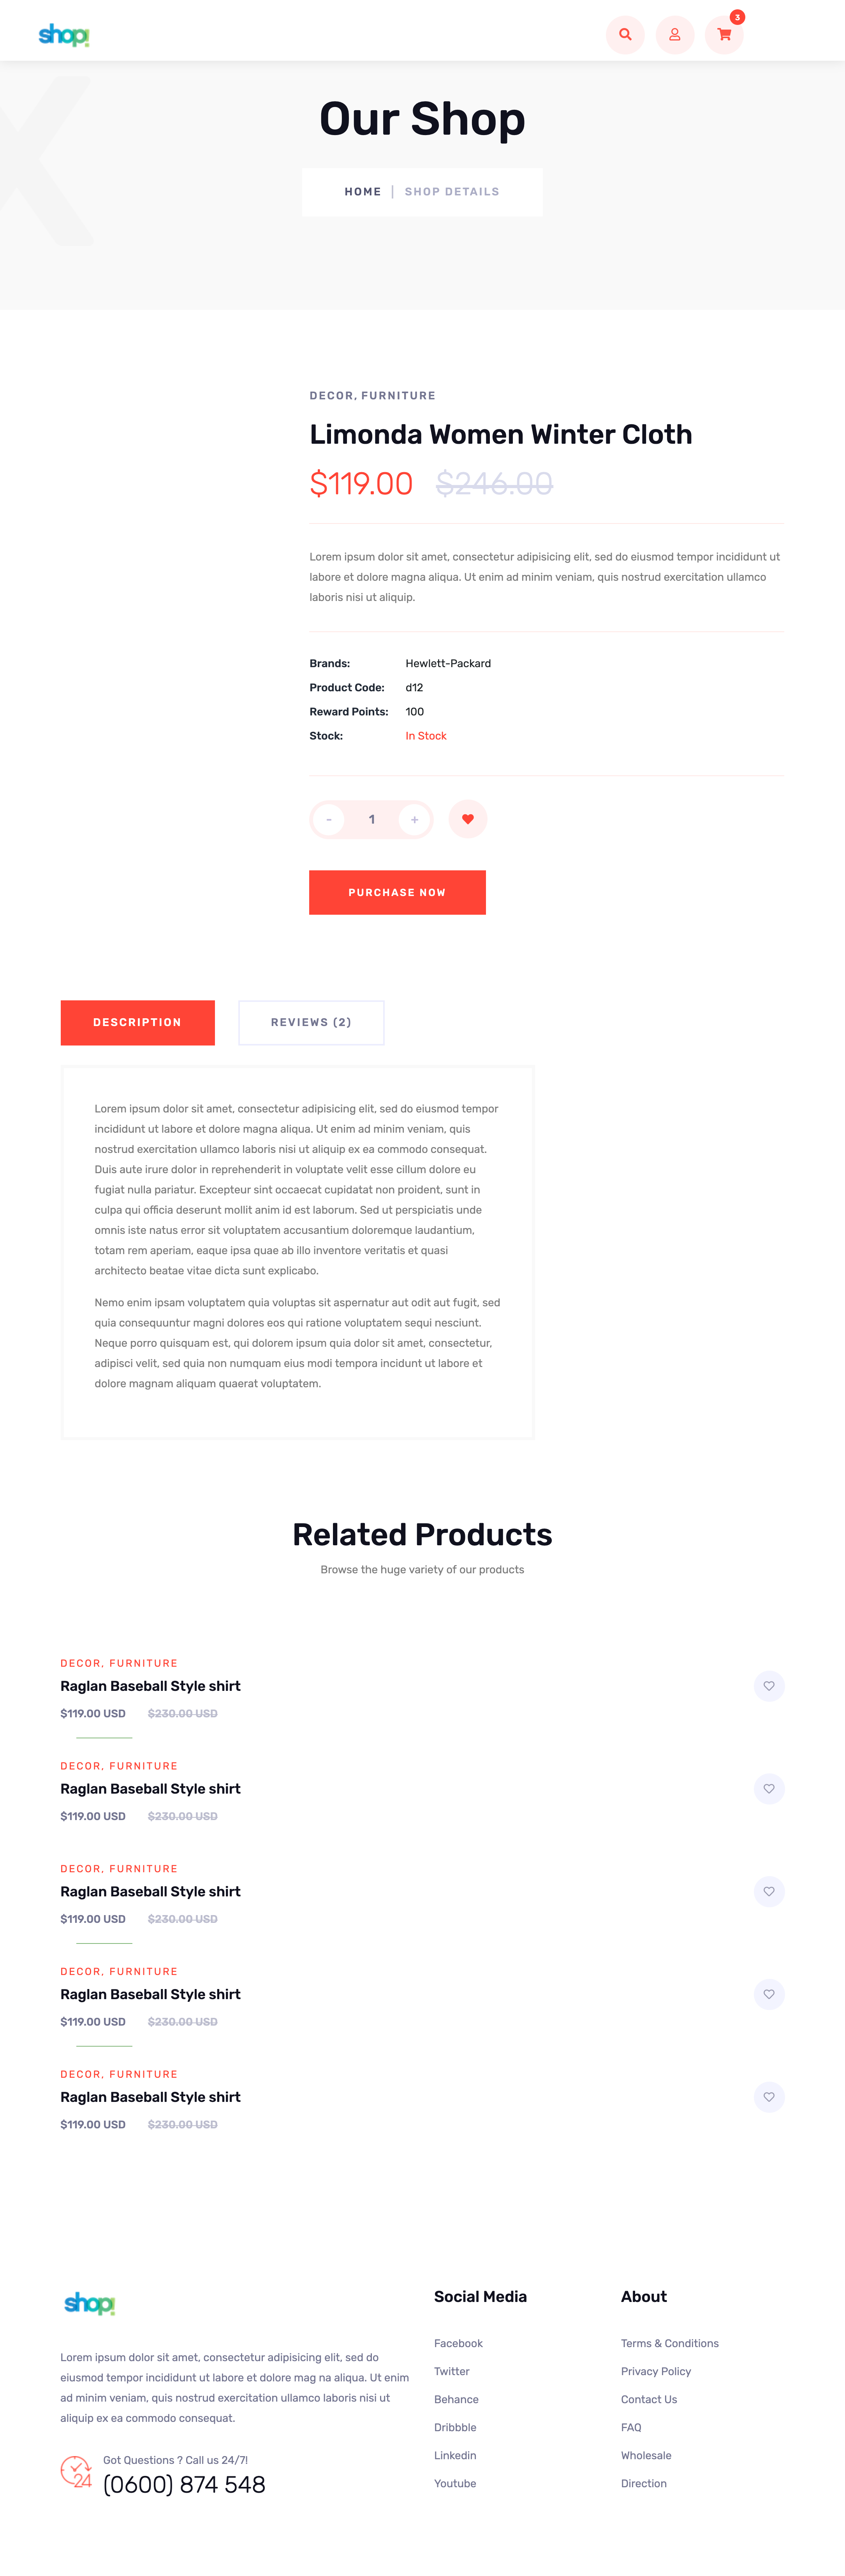 shop!
3
X
Our Shop
HOME | SHOP DETAILS
DECOR, FURNITURE
Limonda Women Winter Cloth
$119.00 $246.00
Lorem ipsum dolor sit amet, consectetur adipisicing elit, sed do eiusmod tempor incididunt ut
labore et dolore magna aliqua. Ut enim ad minim veniam, quis nostrud exercitation ullamco
laboris nisi ut aliquip.
Brands: Hewlett-Packard
Product Code: d12
Reward Points: 100
Stock: In Stock
- 1 +
PURCHASE NOW
DESCRIPTION REVIEWS (2)
Lorem ipsum dolor sit amet, consectetur adipisicing elit, sed do eiusmod tempor
incididunt ut labore et dolore magna aliqua. Ut enim ad minim veniam, quis
nostrud exercitation ullamco laboris nisi ut aliquip ex ea commodo consequat.
Duis aute irure dolor in reprehenderit in voluptate velit esse cillum dolore eu
fugiat nulla pariatur. Excepteur sint occaecat cupidatat non proident, sunt in
culpa qui officia deserunt mollit anim id est laborum. Sed ut perspiciatis unde
omnis iste natus error sit voluptatem accusantium doloremque laudantium,
totam rem aperiam, eaque ipsa quae ab illo inventore veritatis et quasi
architecto beatae vitae dicta sunt explicabo.
Nemo enim ipsam voluptatem quia voluptas sit aspernatur aut odit aut fugit, sed
quia consequuntur magni dolores eos qui ratione voluptatem sequi nesciunt.
Neque porro quisquam est, qui dolorem ipsum quia dolor sit amet, consectetur,
adipisci velit, sed quia non numquam eius modi tempora incidunt ut labore et
dolore magnam aliquam quaerat voluptatem.
Related Products
Browse the huge variety of our products
DECOR, FURNITURE
Raglan Baseball Style shirt
$119.00 USD $230.00 USD
DECOR, FURNITURE
Raglan Baseball Style shirt
$119.00 USD $230.00 USD
DECOR, FURNITURE
Raglan Baseball Style shirt
$119.00 USD $230.00 USD
DECOR, FURNITURE
Raglan Baseball Style shirt
$119.00 USD $230.00 USD
DECOR, FURNITURE
Raglan Baseball Style shirt
$119.00 USD $230.00 USD
shop!
Lorem ipsum dolor sit amet, consectetur adipisicing elit, sed do
eiusmod tempor incididunt ut labore et dolore mag na aliqua. Ut enim
ad minim veniam, quis nostrud exercitation ullamco laboris nisi ut
aliquip ex ea commodo consequat.
24
Got Questions ? Call us 24/7!
(0600) 874 548
Social Media
Facebook
Twitter
Behance
Dribbble
Linkedin
Youtube
About
Terms & Conditions
Privacy Policy
Contact Us
FAQ
Wholesale
Direction